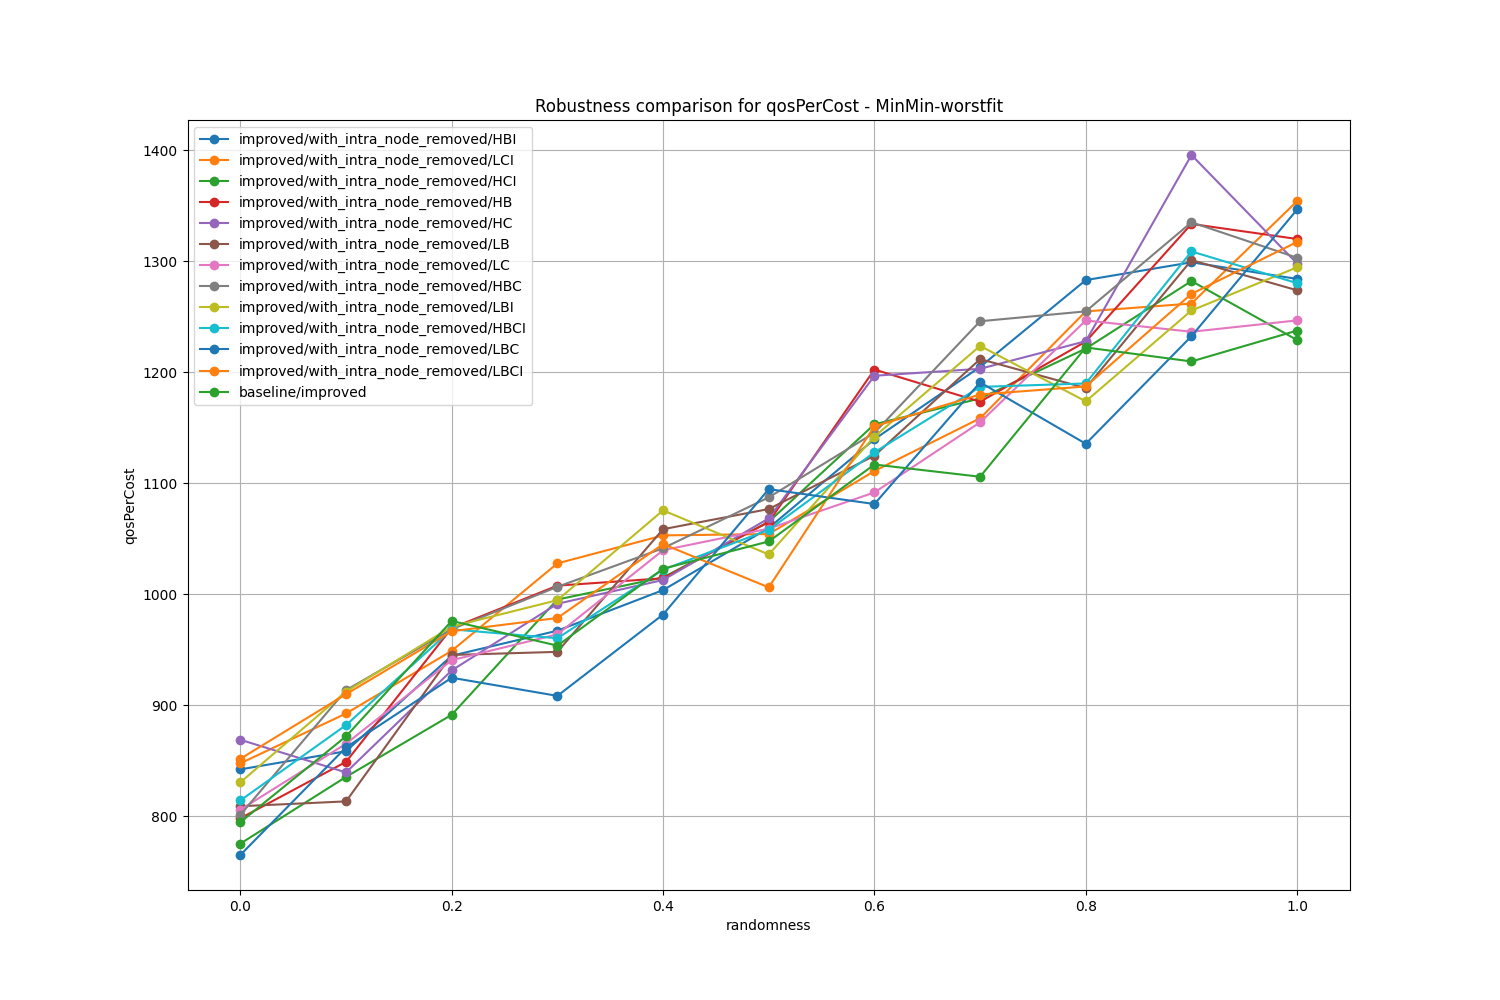 Robustness comparison for qosPerCost - MinMin-worstfit
1400
1300
1200
1100
1000
900
800
qosPerCost
improved/with_intra_node_removed/HBI
improved/with_intra_node_removed/LCI
improved/with_intra_node_removed/HCI
improved/with_intra_node_removed/HB
improved/with_intra_node_removed/HC
improved/with_intra_node_removed/LB
improved/with_intra_node_removed/LC
improved/with_intra_node_removed/HBC
improved/with_intra_node_removed/LBI
improved/with_intra_node_removed/HBCI
improved/with_intra_node_removed/LBC
improved/with_intra_node_removed/LBCI
baseline/improved
0.0 0.2 0.4 0.6 0.8 1.0
randomness